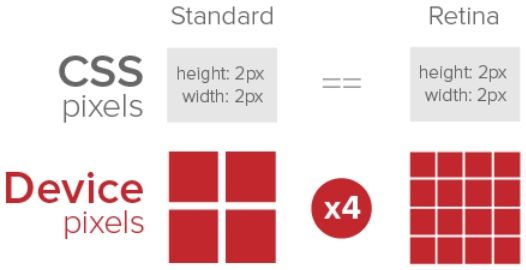 Standard
Retina
CSS
pixels
height: 2px
width: 2px
==
height: 2px
width: 2px
Device
pixels
x4